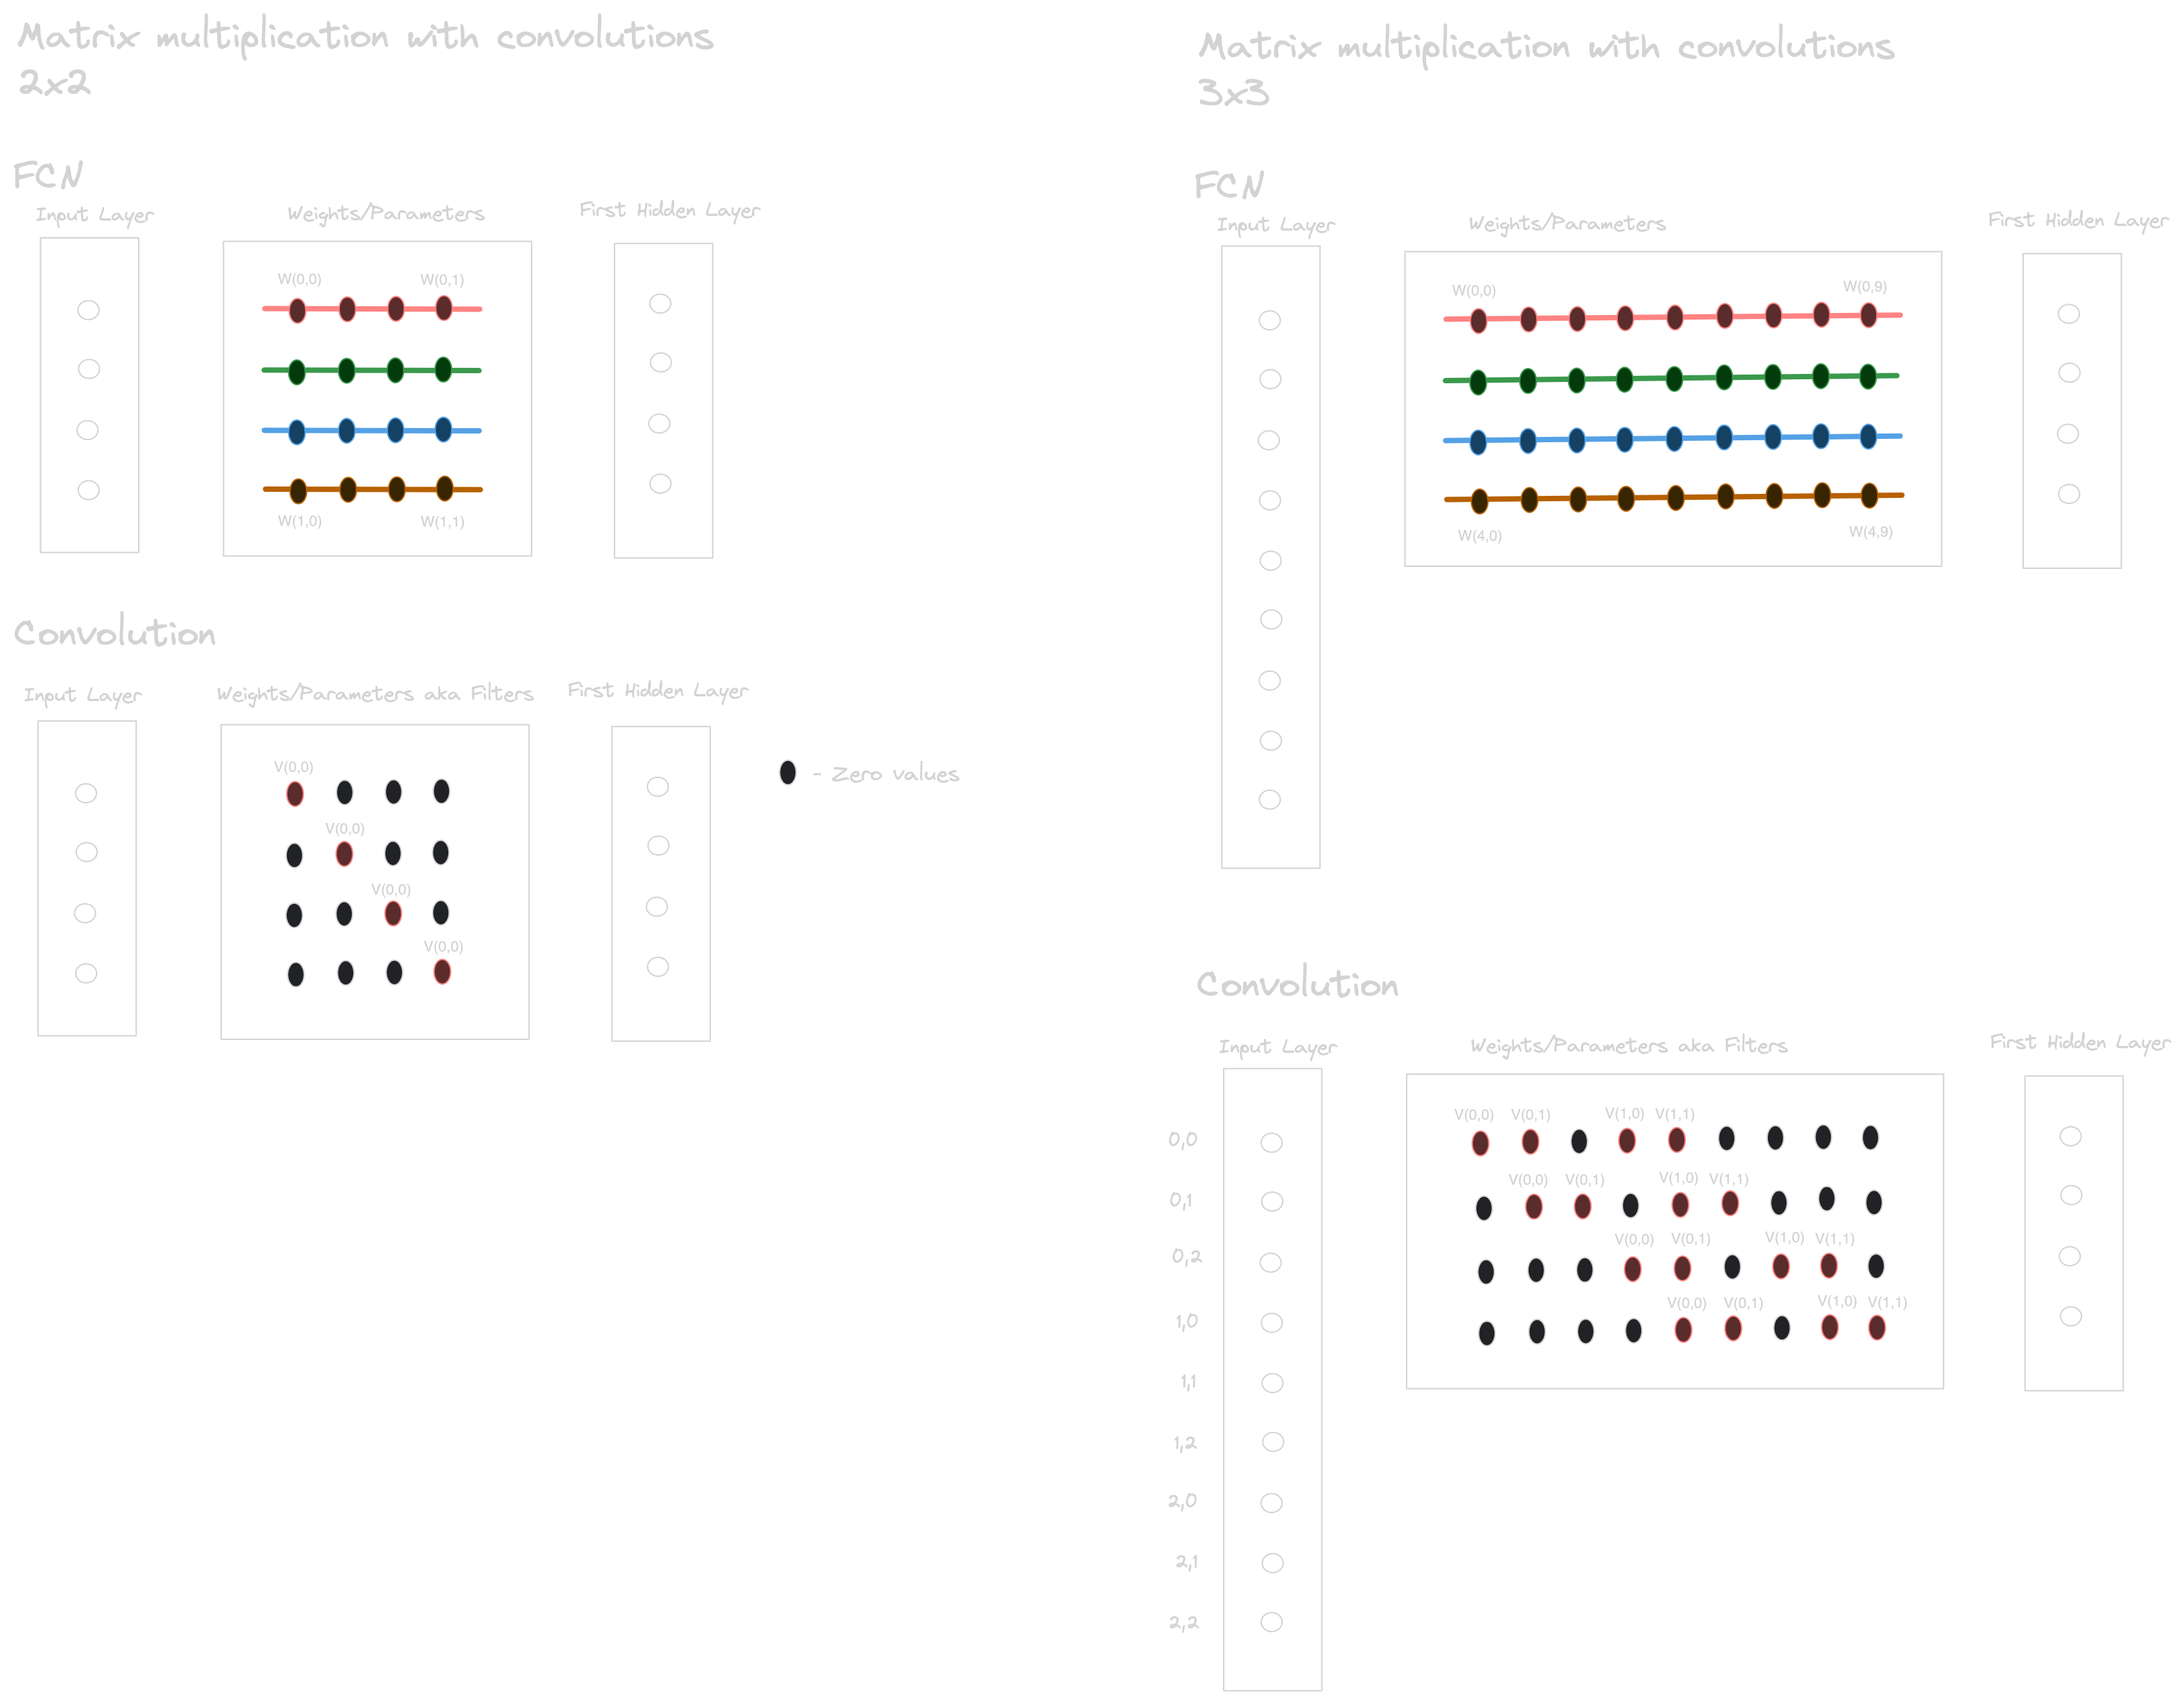 Matrix multiplication with convolutions
2x2
FCN
Input Layer
Weights/Parameters
First Hidden Layer
W(0,0)
W(0,1)
W(1,0)
W(1,1)
Convolution
Input Layer
Weights/Parameters aka Filters
First Hidden Layer
V(0,0)
V(0,0)
V(0,0)
V(0,0)
- Zero values
Matrix multiplication with convolutions
3x3
FCN
Input Layer
Weights/Parameters
First Hidden Layer
W(0,0)
W(0,9)
W(4,0)
W(4,9)
Convolution
Input Layer
Weights/Parameters aka Filters
First Hidden Layer
0,0
0,1
0,2
1,0
1,1
1,2
2,0
2,1
2,2
V(0,0) V(0,1) V(1,0) V(1,1)
V(0,0) V(0,1) V(1,0) V(1,1)
V(0,0) V(0,1) V(1,0) V(1,1)
V(0,0) V(0,1) V(1,0) V(1,1)